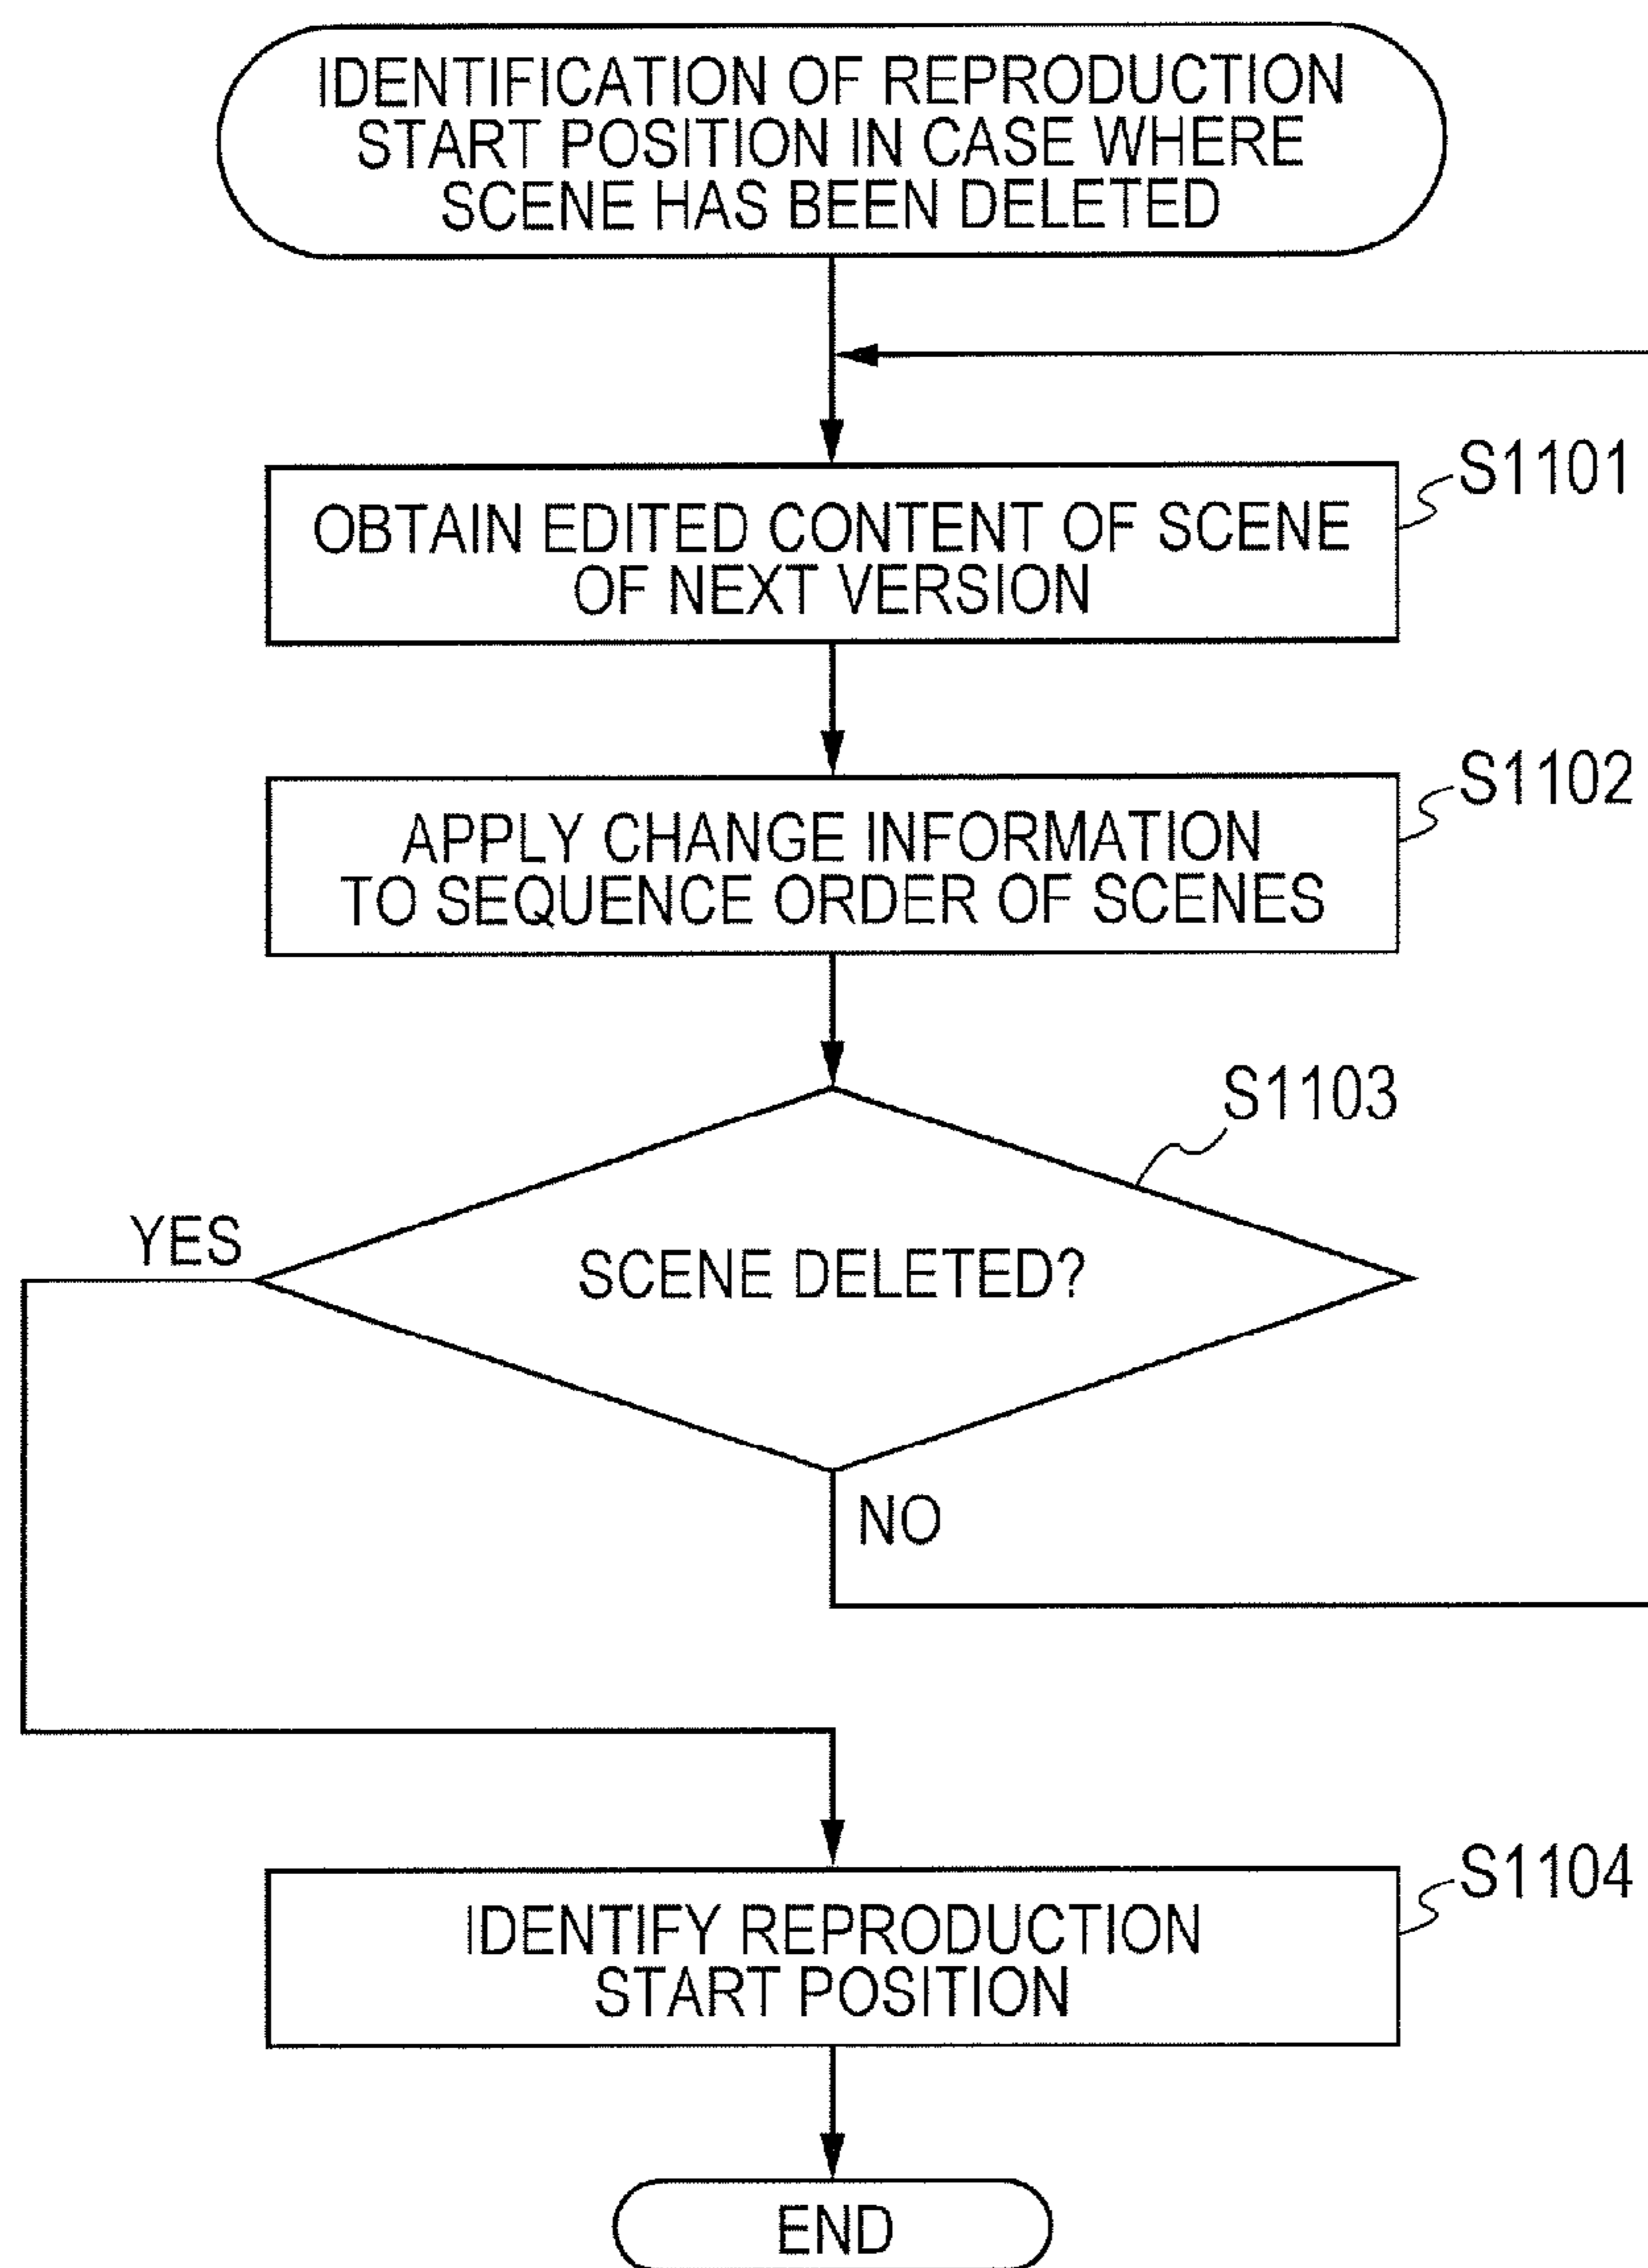 IDENTIFICATION OF REPRODUCTION
START POSITION IN CASE WHERE
SCENE HAS BEEN DELETED
S1101
OBTAIN EDITED CONTENT OF SCENE
OF NEXT VERSION
S1102
APPLY CHANGE INFORMATION
TO SEQUENCE ORDER OF SCENES
S1103
YES
SCENE DELETED?
NO
S1104
IDENTIFY REPRODUCTION
START POSITION
END